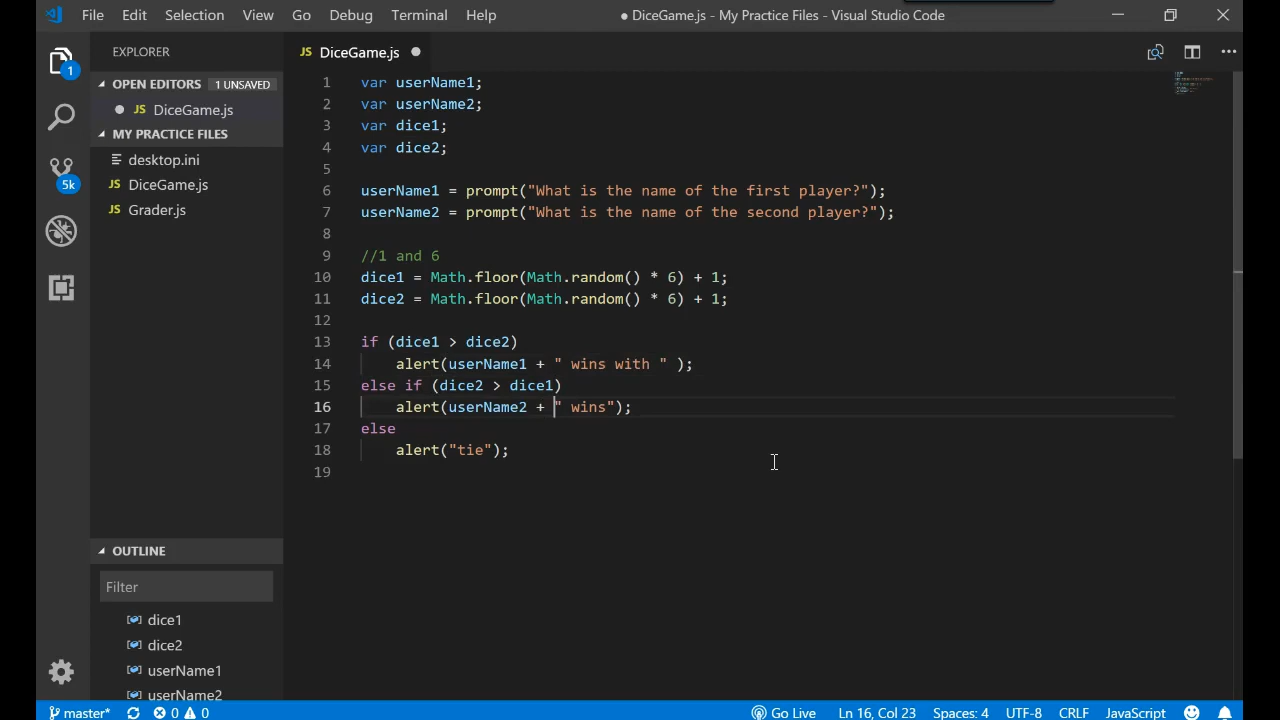 File Edit Selection View Go Debug Terminal Help ● DiceGame.js - My Practice Files - Visual Studio Code
EXPLORER
JS DiceGame.js ●
1
OPEN EDITORS 1 UNSAVED
● JS DiceGame.js
MY PRACTICE FILES
desktop.ini
JS DiceGame.js
JS Grader.js
5k
1 var userName1;
2 var userName2;
3 var dice1;
4 var dice2;
5
6 userName1 = prompt("What is the name of the first player?");
7 userName2 = prompt("What is the name of the second player?");
8
9 //1 and 6
10 dice1 = Math.floor(Math.random() * 6) + 1;
11 dice2 = Math.floor(Math.random() * 6) + 1;
12
13 if (dice1 > dice2)
14 alert(userName1 + " wins with " );
15 else if (dice2 > dice1)
16 alert(userName2 + " wins");
17 else
18 alert("tie");
19
OUTLINE
Filter
dice1
dice2
userName1
userName2
master* 0 0 Go Live Ln 16, Col 23 Spaces: 4 UTF-8 CRLF JavaScript